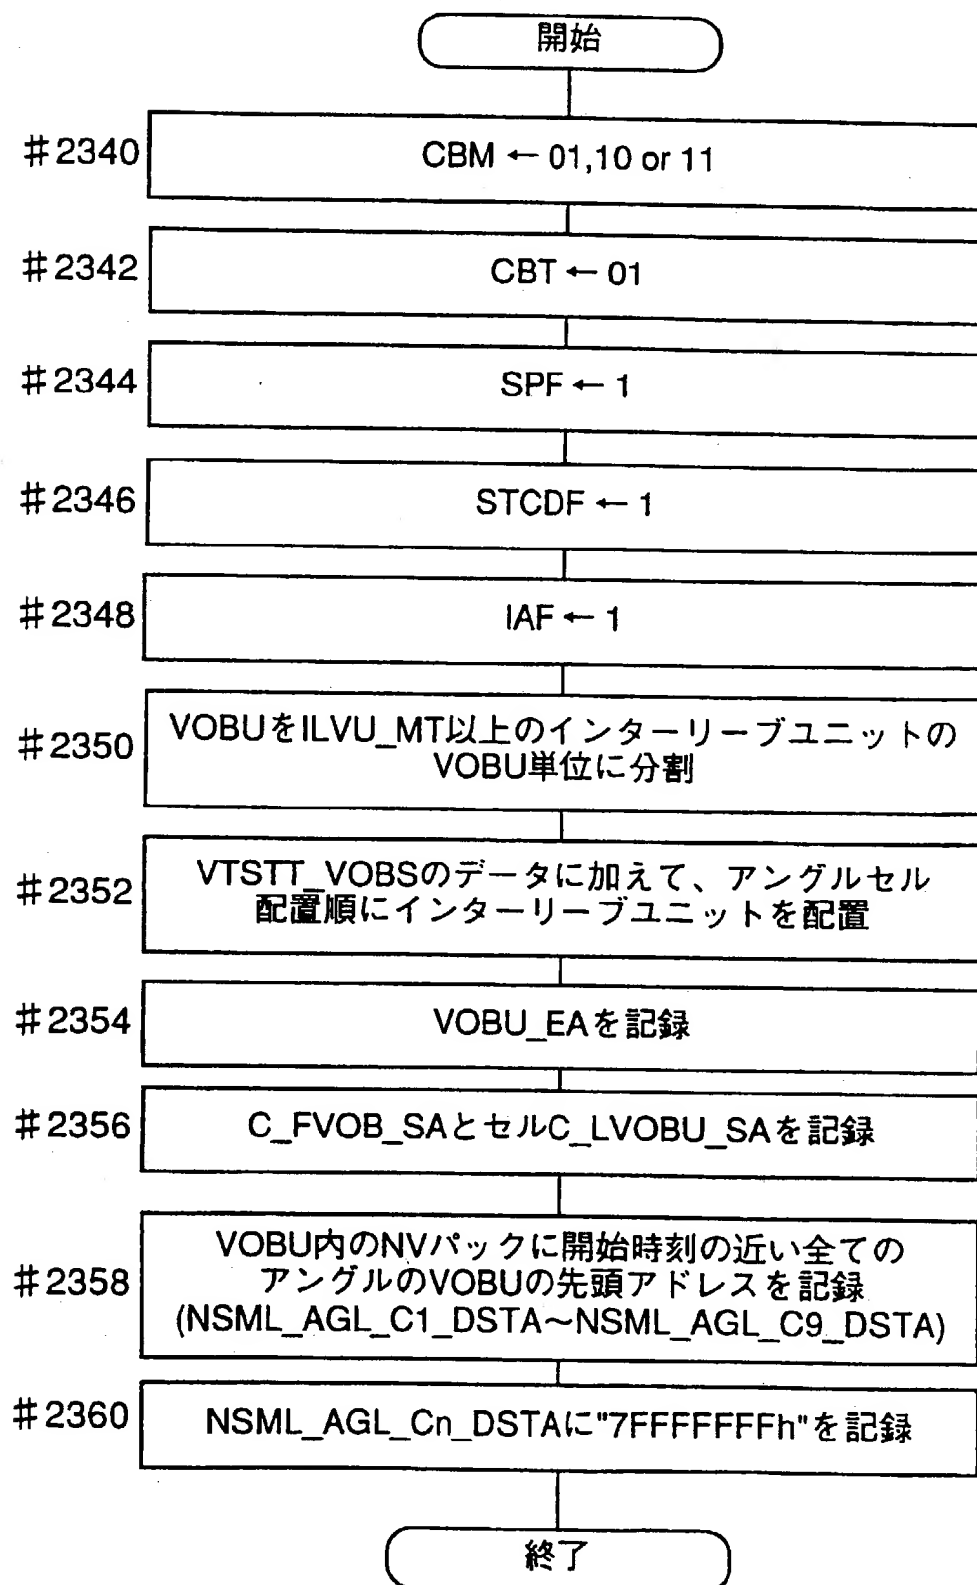 開始
#2340 CBM ← 01,10 or 11
#2342 CBT ← 01
#2344 SPF ← 1
#2346 STCDF ← 1
#2348 IAF ← 1
#2350 VOBUをILVU_MT以上のインターリーブユニットの
VOBU単位に分割
#2352 VTSTT_VOBSのデータに加えて、アングルセル
配置順にインターリーブユニットを配置
#2354 VOBU_EAを記録
#2356 C_FVOB_SAとセルC_LVOBU_SAを記録
#2358 VOBU内のNVパックに開始時刻の近い全ての
アングルのVOBUの先頭アドレスを記録
(NSML_AGL_C1_DSTA～NSML_AGL_C9_DSTA)
#2360 NSML_AGL_Cn_DSTAに"7FFFFFFFh"を記録
終了